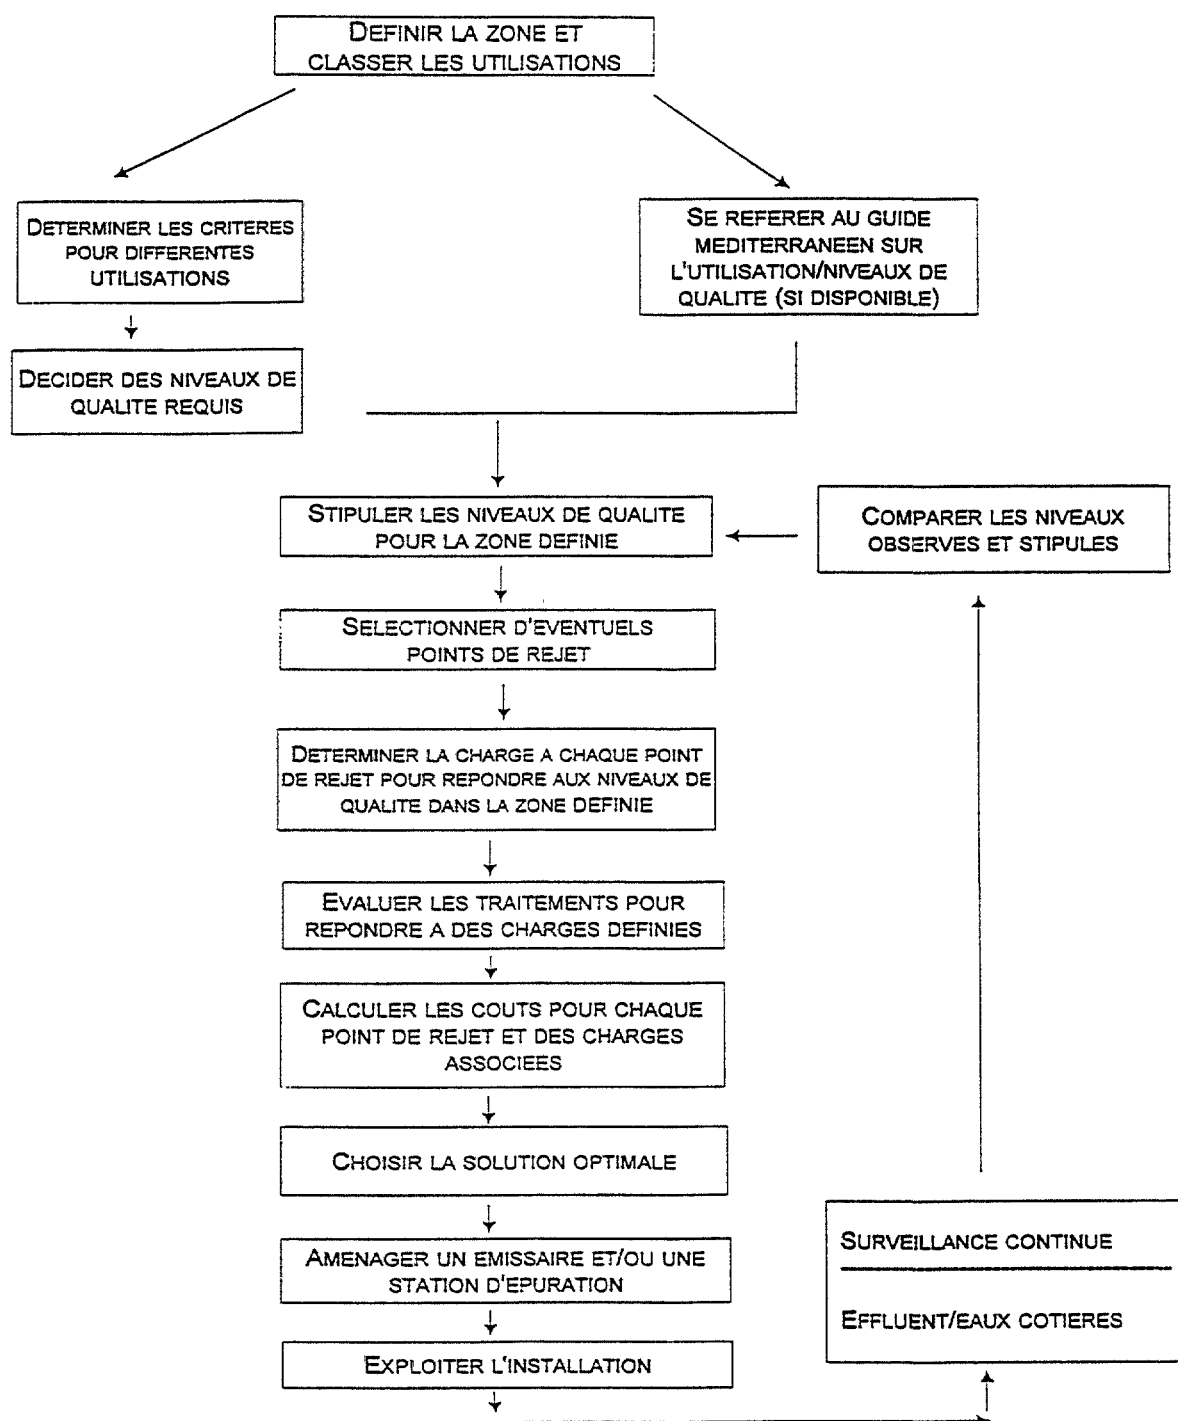 DEFINIR LA ZONE ET
CLASSER LES UTILISATIONS
DETERMINER LES CRITERES
POUR DIFFERENTES
UTILISATIONS
SE REFERER AU GUIDE
MEDITERRANEEN SUR
L'UTILISATION/NIVEAUX DE
QUALITE (SI DISPONIBLE)
DECIDER DES NIVEAUX DE
QUALITE REQUIS
STIPULER LES NIVEAUX DE QUALITE
POUR LA ZONE DEFINIE
COMPARER LES NIVEAUX
OBSERVES ET STIPULES
SELECTIONNER D'EVENTUELS
POINTS DE REJET
DETERMINER LA CHARGE A CHAQUE POINT
DE REJET POUR REPONDRE AUX NIVEAUX DE
QUALITE DANS LA ZONE DEFINIE
EVALUER LES TRAITEMENTS POUR
REPONDRE A DES CHARGES DEFINIES
CALCULER LES COUTS POUR CHAQUE
POINT DE REJET ET DES CHARGES
ASSOCIEES
CHOISIR LA SOLUTION OPTIMALE
AMENAGER UN EMISSAIRE ET/OU UNE
STATION D'EPURATION
EXPLOITER L'INSTALLATION
SURVEILLANCE CONTINUE
EFFLUENT/EAUX COTIERES